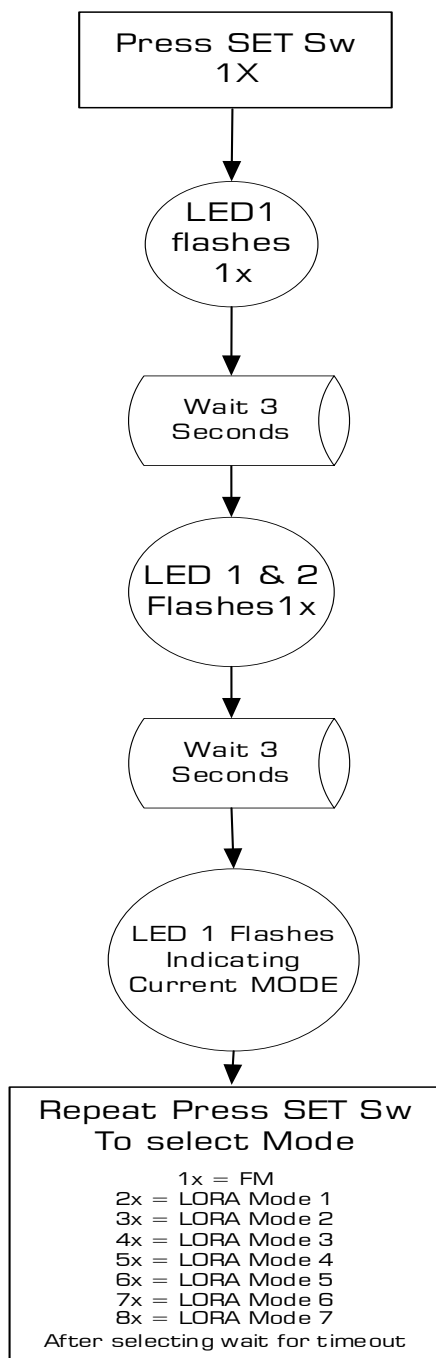 Press SET Sw
1X
LED1
flashes
1x
Wait 3
Seconds
LED 1 & 2
Flashes1x
Wait 3
Seconds
LED 1 Flashes
Indicating
Current MODE
Repeat Press SET Sw
To select Mode
1x = FM
2x = LORA Mode 1
3x = LORA Mode 2
4x = LORA Mode 3
5x = LORA Mode 4
6x = LORA Mode 5
7x = LORA Mode 6
8x = LORA Mode 7
After selecting wait for timeout